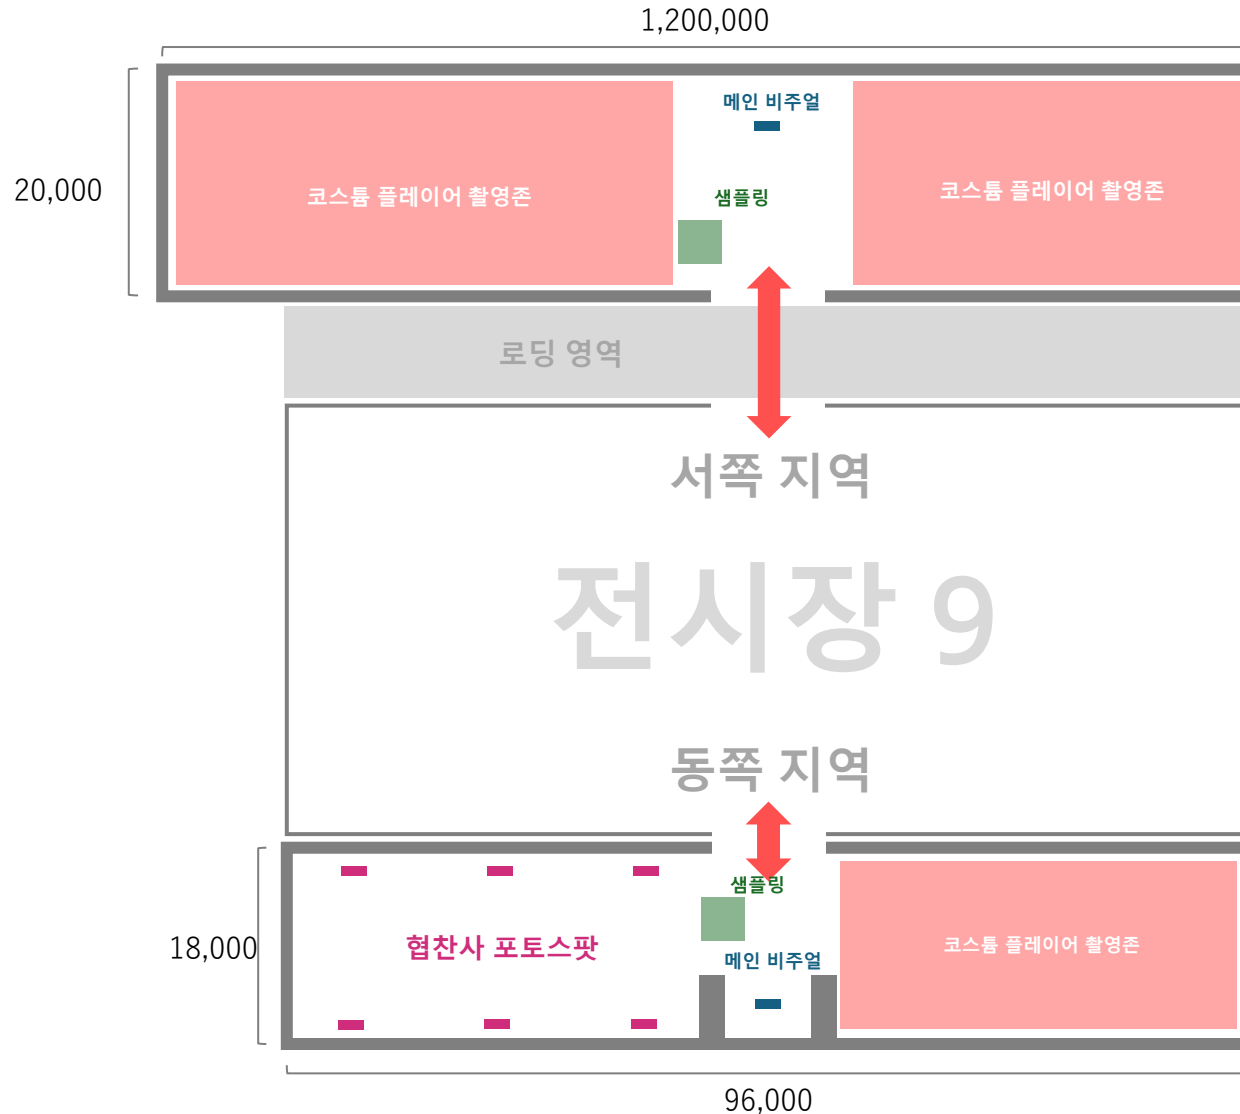 1,200,000
메인 비주얼
20,000
코스튬 플레이어 촬영존
샘플링
코스튬 플레이어 촬영존
로딩 영역
서쪽 지역
전시장 9
동쪽 지역
샘플링
18,000
협찬사 포토스팟
메인 비주얼
코스튬 플레이어 촬영존
96,000